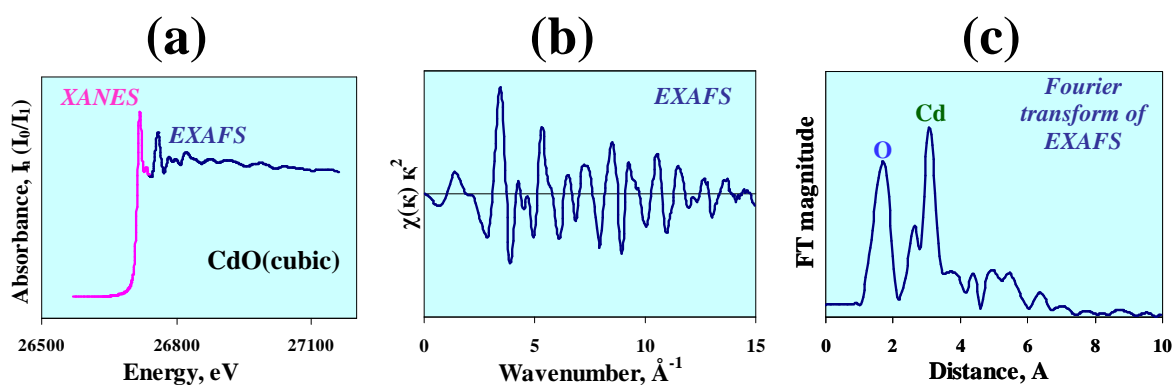 (a)
XANES
EXAFS
CdO(cubic)
Absorbance, I, (I₀/I₁)
26500
26800
27100
Energy, eV
(b)
EXAFS
χ(κ) κ²
0
5
10
15
Wavenumber, Å⁻¹
(c)
Fourier
transform of
EXAFS
O
Cd
FT magnitude
0
2
4
6
8
10
Distance, A